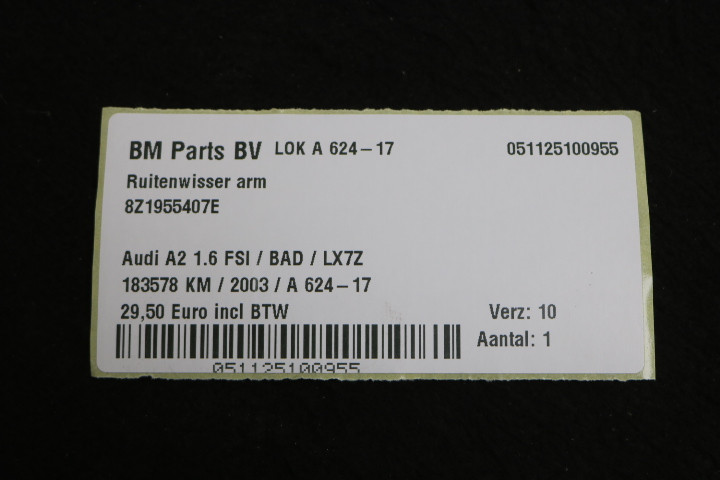 BM Parts BV LOK A 624-17 051125100955
Ruitenwisser arm
8Z1955407E
Audi A2 1.6 FSI / BAD / LX7Z
183578 KM / 2003 / A 624-17
29,50 Euro incl BTW Verz: 10
Aantal: 1
051125100955